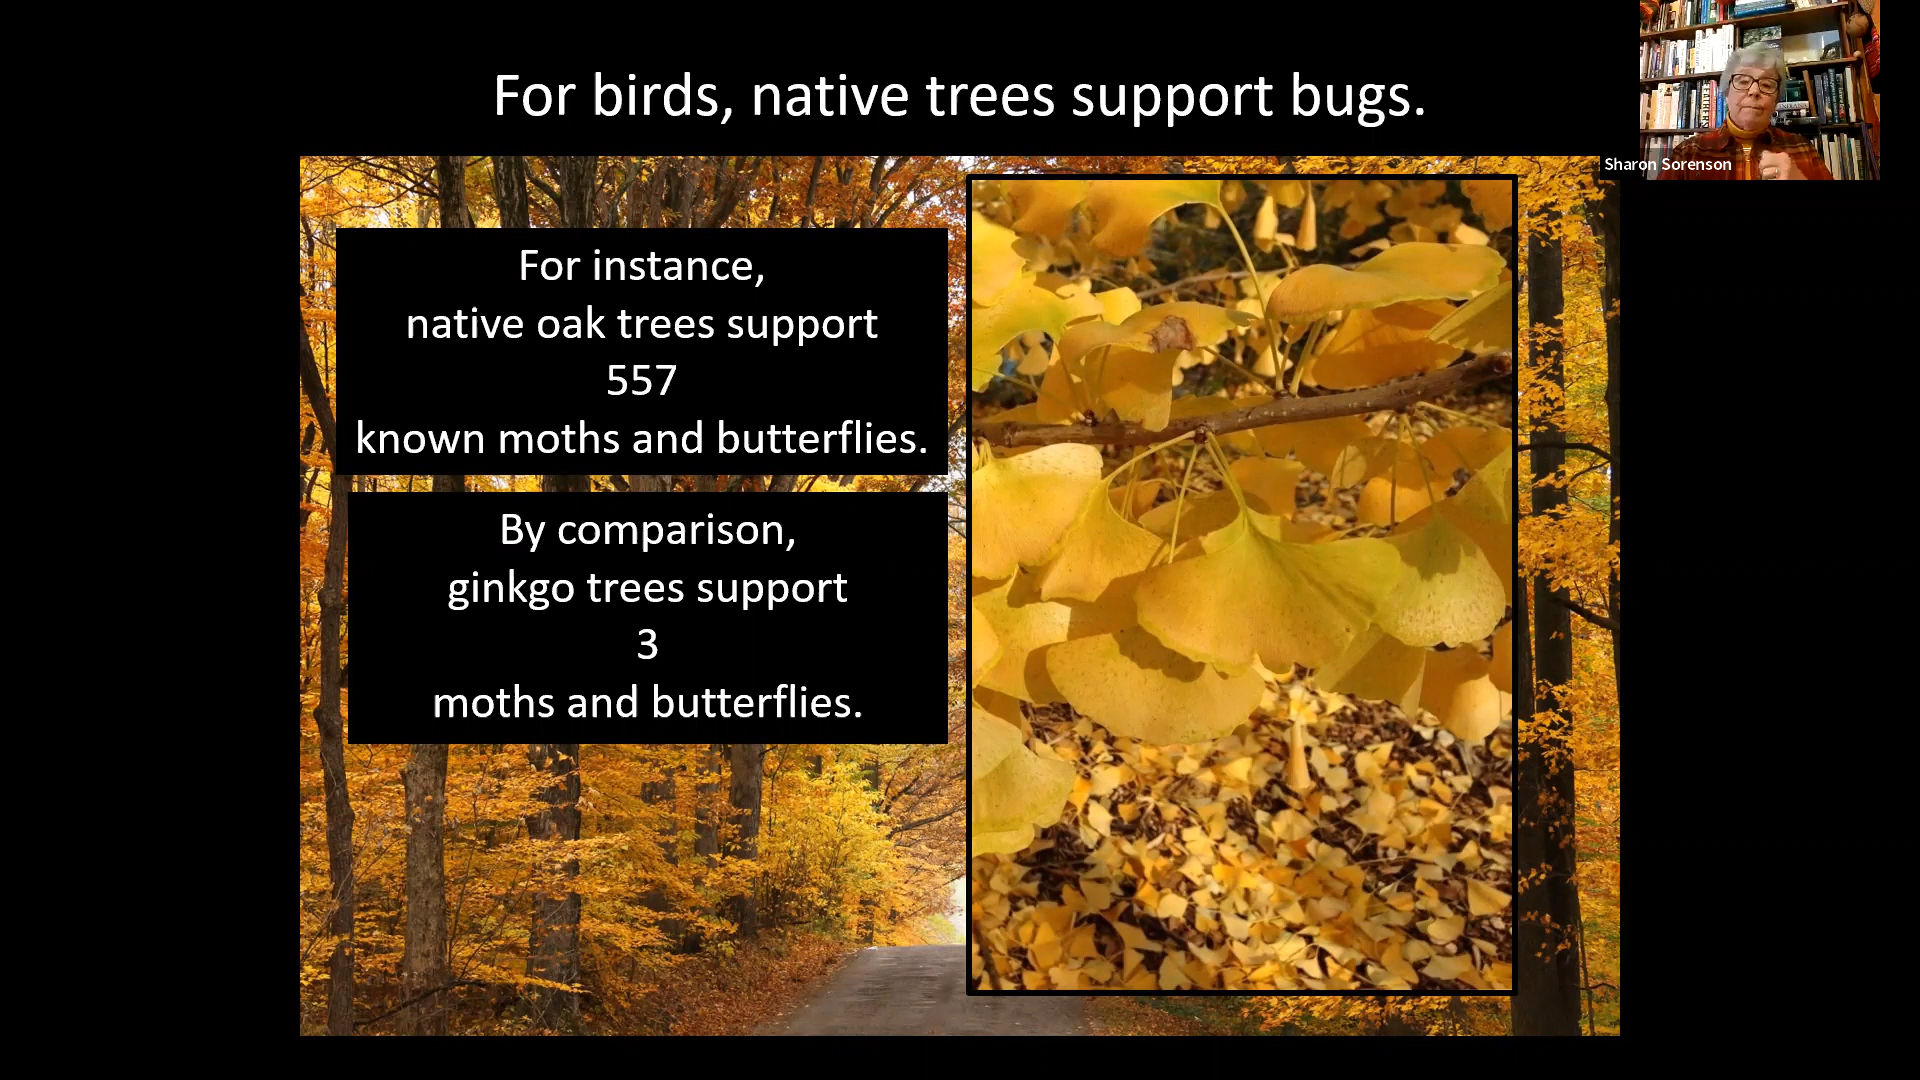 For birds, native trees support bugs.
Sharon Sorenson
For instance,
native oak trees support
557
known moths and butterflies.
By comparison,
ginkgo trees support
3
moths and butterflies.